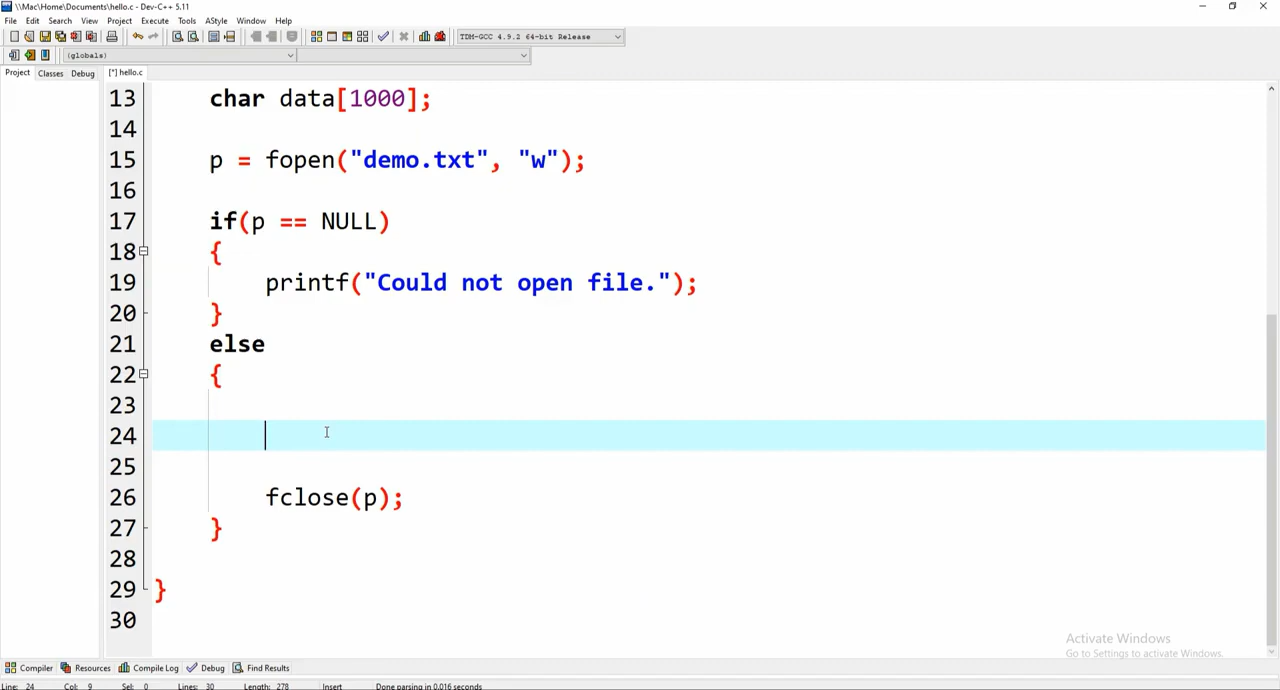 \\Mac\Home\Documents\hello.c - Dev-C++ 5.11
File Edit Search View Project Execute Tools AStyle Window Help
TDM-GCC 4.9.2 64-bit Release
(globals)
Project Classes Debug [*] hello.c
13 char data[1000];
14
15 p = fopen("demo.txt", "w");
16
17 if(p == NULL)
18 {
19 printf("Could not open file.");
20 }
21 else
22 {
23
24
25
26 fclose(p);
27 }
28
29 }
30
Activate Windows
Go to Settings to activate Windows.
Compiler Resources Compile Log Debug Find Results
Line: 24 Col: 9 Sel: 0 Lines: 30 Length: 278 Insert Done parsing in 0.016 seconds